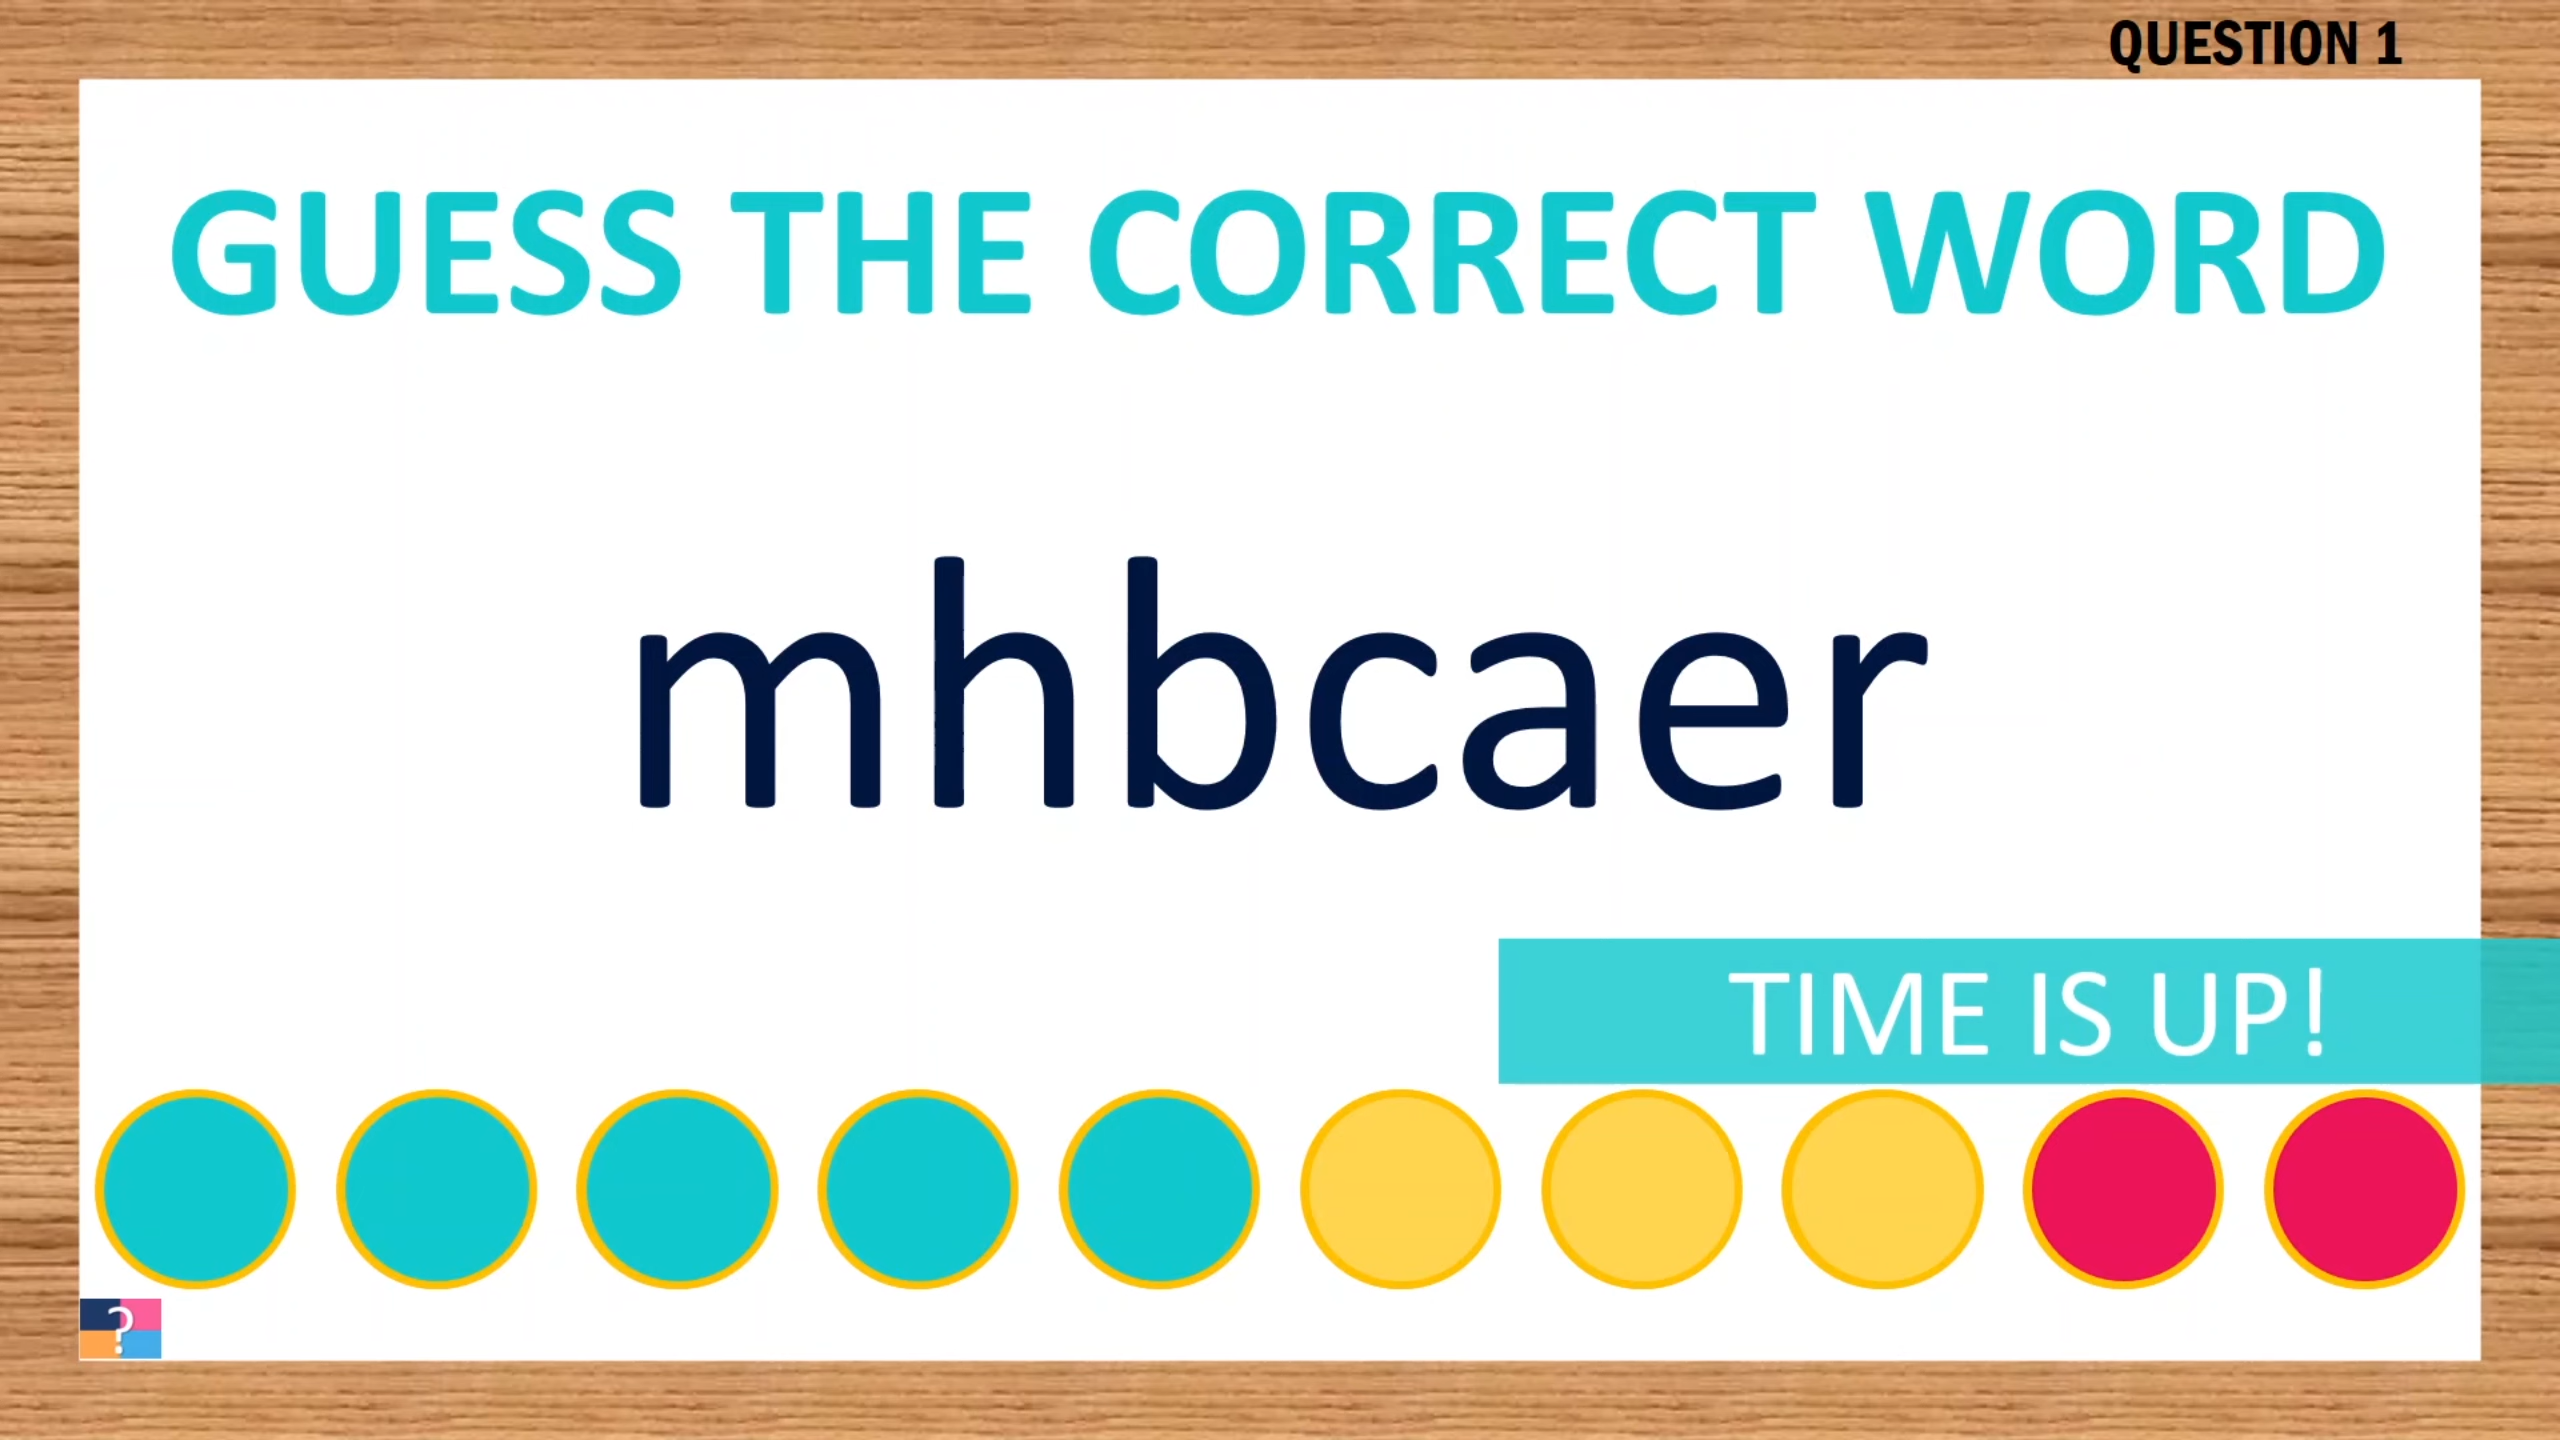 QUESTION 1
GUESS THE CORRECT WORD
mhbcaer
TIME IS UP!
?